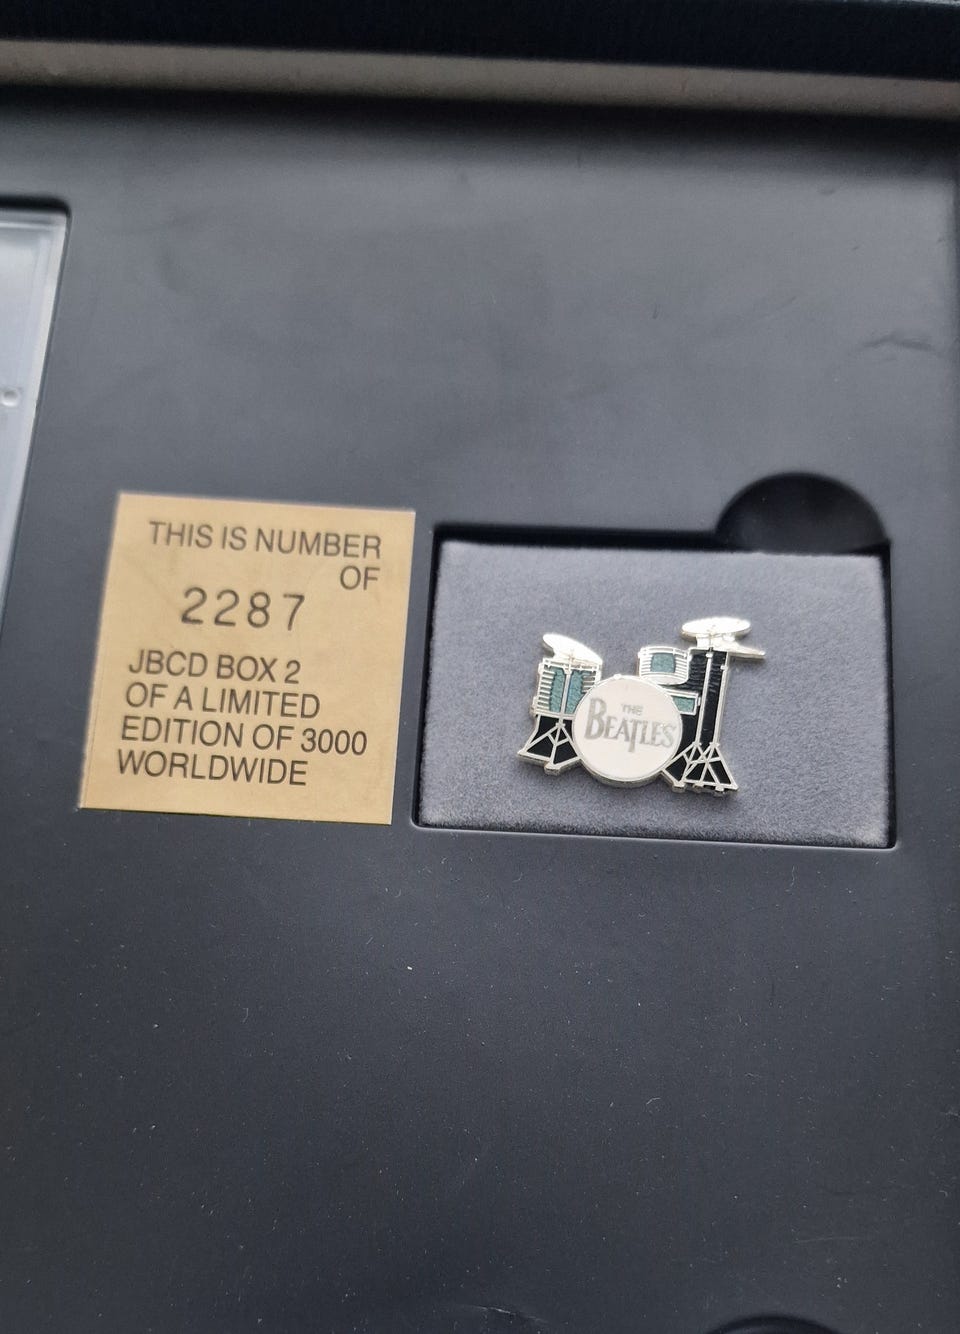 THIS IS NUMBER
OF
2287
JBCD BOX 2
OF A LIMITED
EDITION OF 3000
WORLDWIDE
THE
BEATLES